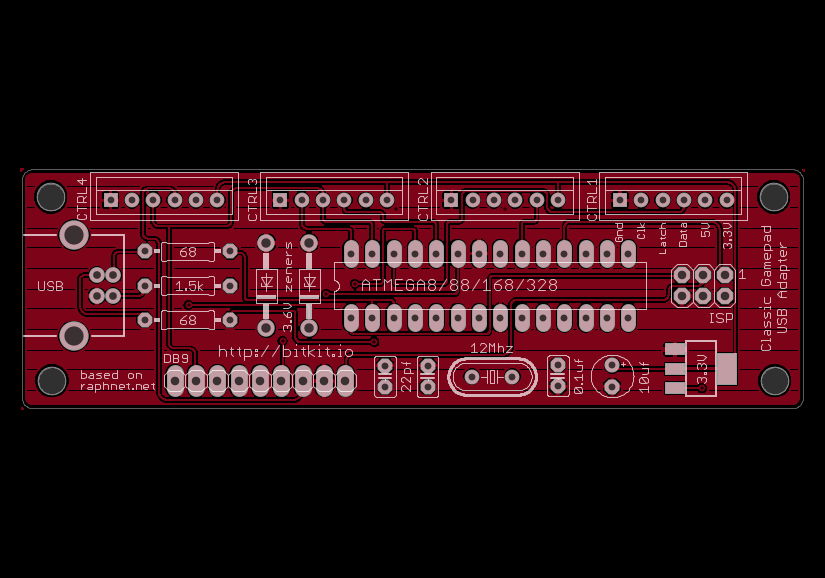 CTRL4
CTRL3
CTRL2
CTRL1
Gnd
Clk
Latch
Data
5V
3.3V
68
1.5k
68
USB
3.6V zeners
ATMEGA8/88/168/328
1
ISP
Classic Gamepad
USB Adapter
http://bitkit.io
12Mhz
DB9
based on
raphnet.net
22pf
0.1uf
+
10uf
3.3V